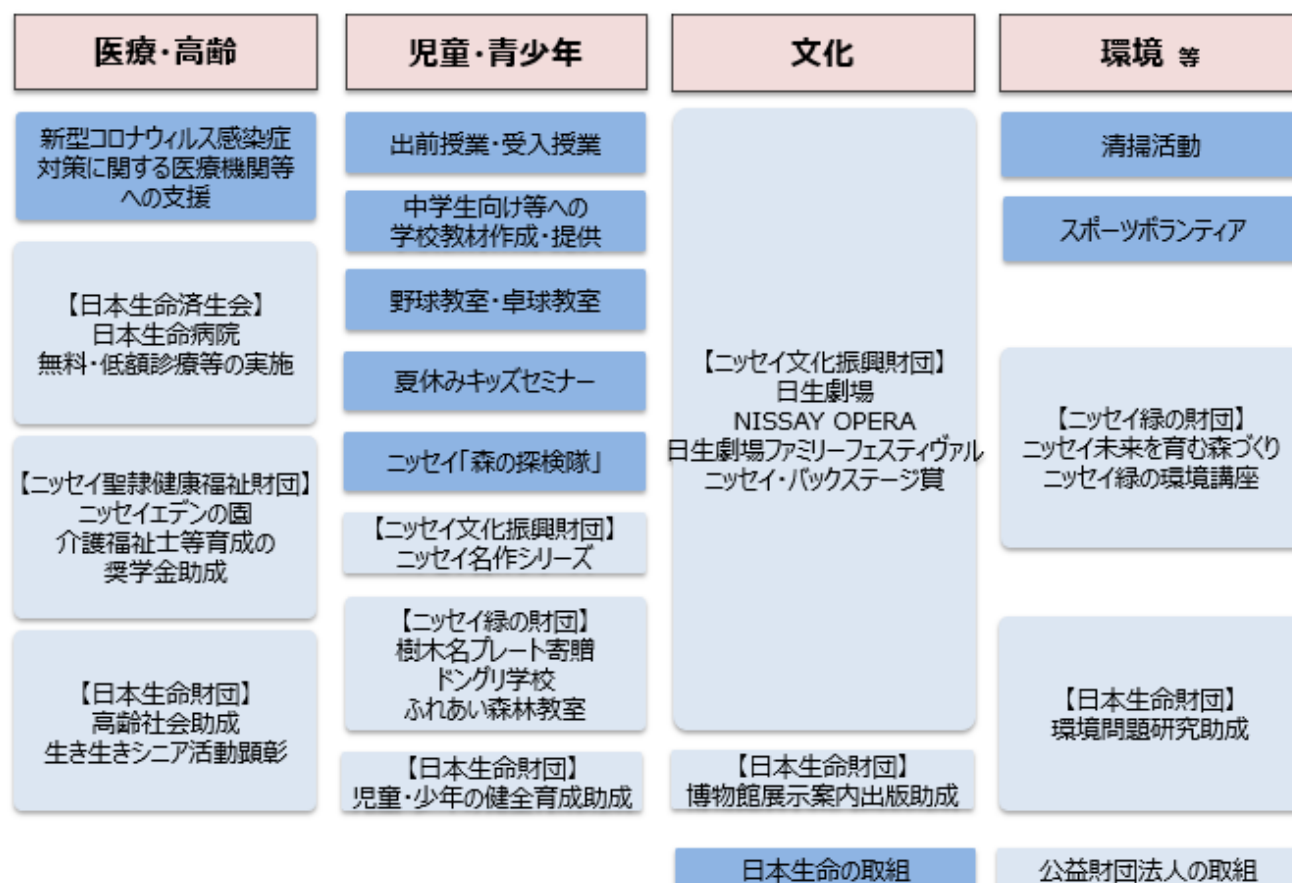 医療・高齢
新型コロナウィルス感染症
対策に関する医療機関等
への支援
【日本生命済生会】
日本生命病院
無料・低額診療等の実施
【ニッセイ聖隷健康福祉財団】
ニッセイエデンの園
介護福祉士等育成の
奨学金助成
【日本生命財団】
高齢社会助成
生き生きシニア活動顕彰
児童・青少年
出前授業・受入授業
中学生向け等への
学校教材作成・提供
野球教室・卓球教室
夏休みキッズセミナー
ニッセイ「森の探検隊」
【ニッセイ文化振興財団】
ニッセイ名作シリーズ
【ニッセイ緑の財団】
樹木名プレート寄贈
ドングリ学校
ふれあい森林教室
【日本生命財団】
児童・少年の健全育成助成
文化
【ニッセイ文化振興財団】
日生劇場
NISSAY OPERA
日生劇場ファミリーフェスティヴァル
ニッセイ・バックステージ賞
【日本生命財団】
博物館展示案内出版助成
環境 等
清掃活動
スポーツボランティア
【ニッセイ緑の財団】
ニッセイ未来を育む森づくり
ニッセイ緑の環境講座
【日本生命財団】
環境問題研究助成
日本生命の取組
公益財団法人の取組